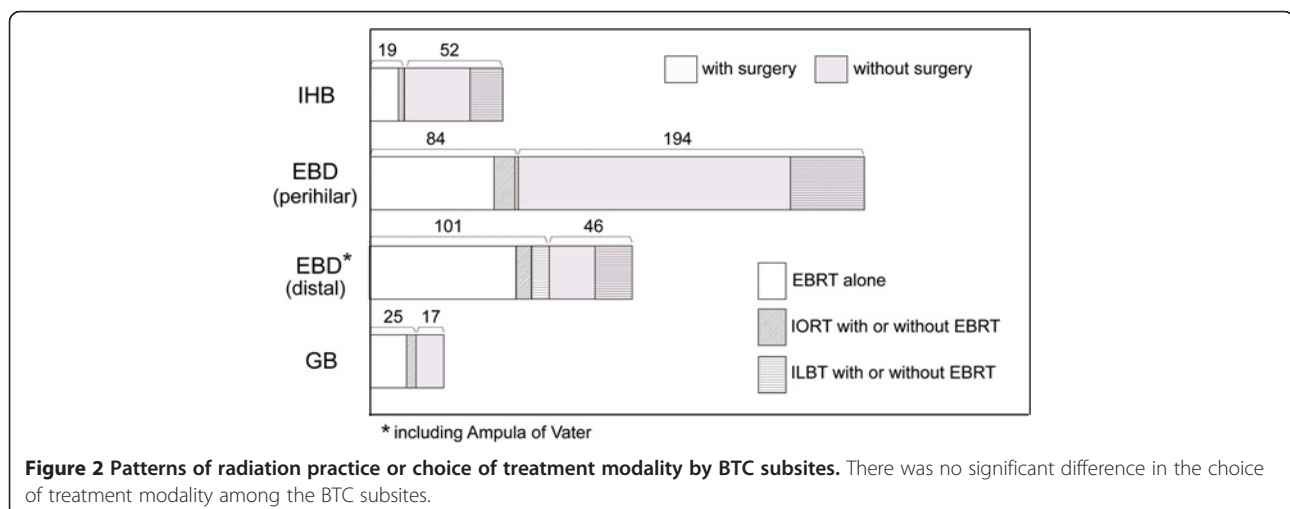 19 52
with surgery without surgery
IHB
84 194
EBD
(perihilar)
101 46
EBD*
(distal)
EBRT alone
IORT with or without EBRT
25 17
GB
ILBT with or without EBRT
* including Ampula of Vater
Figure 2 Patterns of radiation practice or choice of treatment modality by BTC subsites. There was no significant difference in the choice
of treatment modality among the BTC subsites.